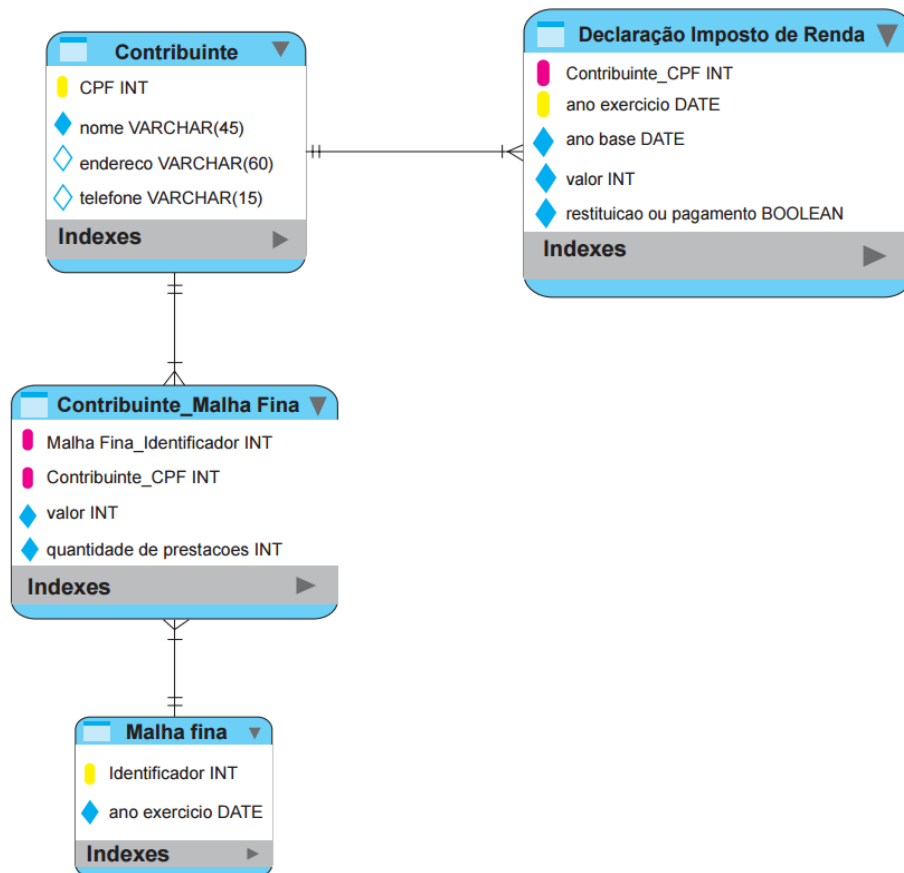 Contribuinte
CPF INT
nome VARCHAR(45)
endereco VARCHAR(60)
telefone VARCHAR(15)
Indexes
Declaração Imposto de Renda
Contribuinte_CPF INT
ano exercicio DATE
ano base DATE
valor INT
restituicao ou pagamento BOOLEAN
Indexes
Contribuinte_Malha Fina
Malha Fina_Identificador INT
Contribuinte_CPF INT
valor INT
quantidade de prestacoes INT
Indexes
Malha fina
Identificador INT
ano exercicio DATE
Indexes